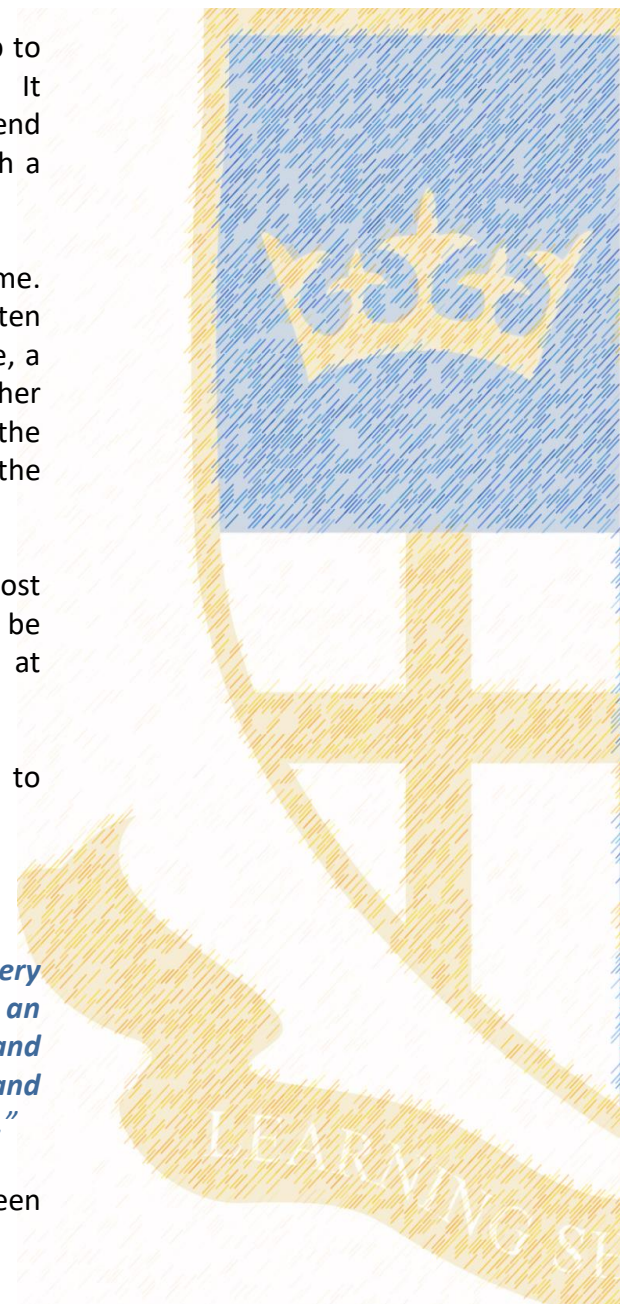 to
It
end
h a
me.
ten
e, a
her
the
the
ost
be
at
to
ery
an
and
and
.”
een
LEARNING